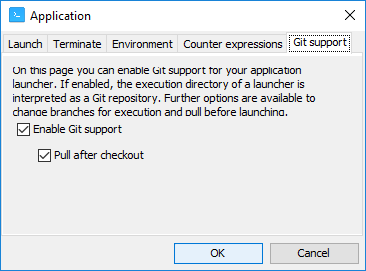 Application
Launch Terminate Environment Counter expressions Git support
On this page you can enable Git support for your application
launcher. If enabled, the execution directory of a launcher is
interpreted as a Git repository. Further options are available to
change branches for execution and pull before launching.
Enable Git support
Pull after checkout
OK Cancel